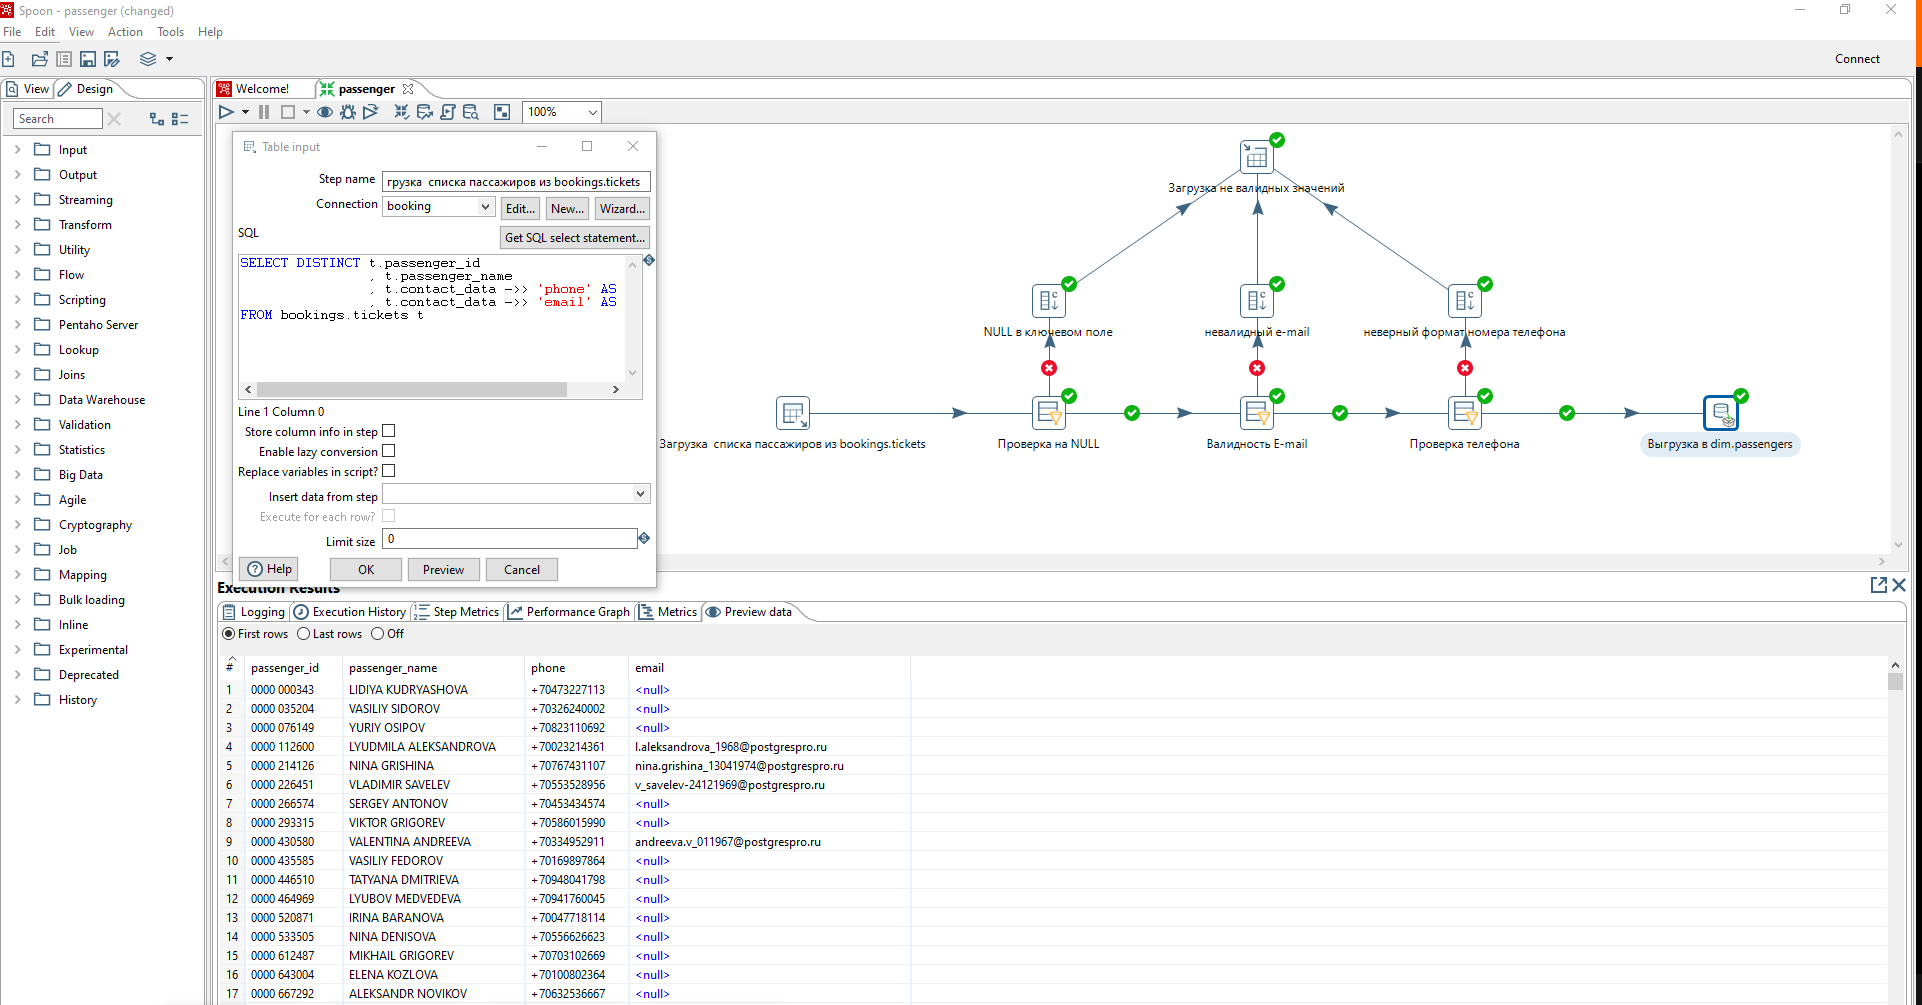 Spoon - passenger (changed)
File Edit View Action Tools Help
Connect
View Design
Welcome! passenger
Search
100%
Input
Output
Streaming
Transform
Utility
Flow
Scripting
Pentaho Server
Lookup
Joins
Data Warehouse
Validation
Statistics
Big Data
Agile
Cryptography
Job
Mapping
Bulk loading
Inline
Experimental
Deprecated
History
Table input
Step name грузка списка пассажиров из bookings.tickets
Connection booking Edit... New... Wizard...
SQL Get SQL select statement...
SELECT DISTINCT t.passenger_id
, t.passenger_name
, t.contact_data ->> 'phone' AS
, t.contact_data ->> 'email' AS
FROM bookings.tickets t
Line 1 Column 0
Store column info in step
Enable lazy conversion
Replace variables in script?
Insert data from step
Execute for each row?
Limit size 0
Help OK Preview Cancel
Загрузка не валидных значений
NULL в ключевом поле невалидный e-mail неверный формат номера телефона
Загрузка списка пассажиров из bookings.tickets Проверка на NULL Валидность E-mail Проверка телефона Выгрузка в dim.passengers
Execution Results
Logging Execution History Step Metrics Performance Graph Metrics Preview data
First rows Last rows Off
# passenger_id passenger_name phone email
1 0000 000343 LIDIYA KUDRYASHOVA +70473227113 <null>
2 0000 035204 VASILIY SIDOROV +70326240002 <null>
3 0000 076149 YURIY OSIPOV +70823110692 <null>
4 0000 112600 LYUDMILA ALEKSANDROVA +70023214361 l.aleksandrova_1968@postgrespro.ru
5 0000 214126 NINA GRISHINA +70767431107 nina.grishina_13041974@postgrespro.ru
6 0000 226451 VLADIMIR SAVELEV +70553528956 v_savelev-24121969@postgrespro.ru
7 0000 266574 SERGEY ANTONOV +70453434574 <null>
8 0000 293315 VIKTOR GRIGOREV +70586015990 <null>
9 0000 430580 VALENTINA ANDREEVA +70334952911 andreeva.v_011967@postgrespro.ru
10 0000 435585 VASILIY FEDOROV +70169897864 <null>
11 0000 446510 TATYANA DMITRIEVA +70948041798 <null>
12 0000 464969 LYUBOV MEDVEDEVA +70941760045 <null>
13 0000 520871 IRINA BARANOVA +70047718114 <null>
14 0000 533505 NINA DENISOVA +70556626623 <null>
15 0000 612487 MIKHAIL GRIGOREV +70703102669 <null>
16 0000 643004 ELENA KOZLOVA +70100802364 <null>
17 0000 667292 ALEKSANDR NOVIKOV +70632536667 <null>